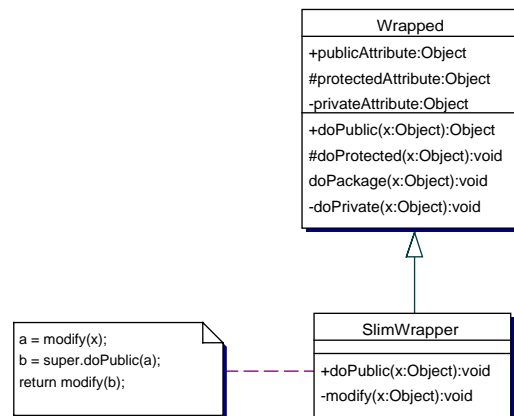 Wrapped
+publicAttribute:Object
#protectedAttribute:Object
-privateAttribute:Object
+doPublic(x:Object):Object
#doProtected(x:Object):void
doPackage(x:Object):void
-doPrivate(x:Object):void
a = modify(x);
b = super.doPublic(a);
return modify(b);
SlimWrapper
+doPublic(x:Object):void
-modify(x:Object):void